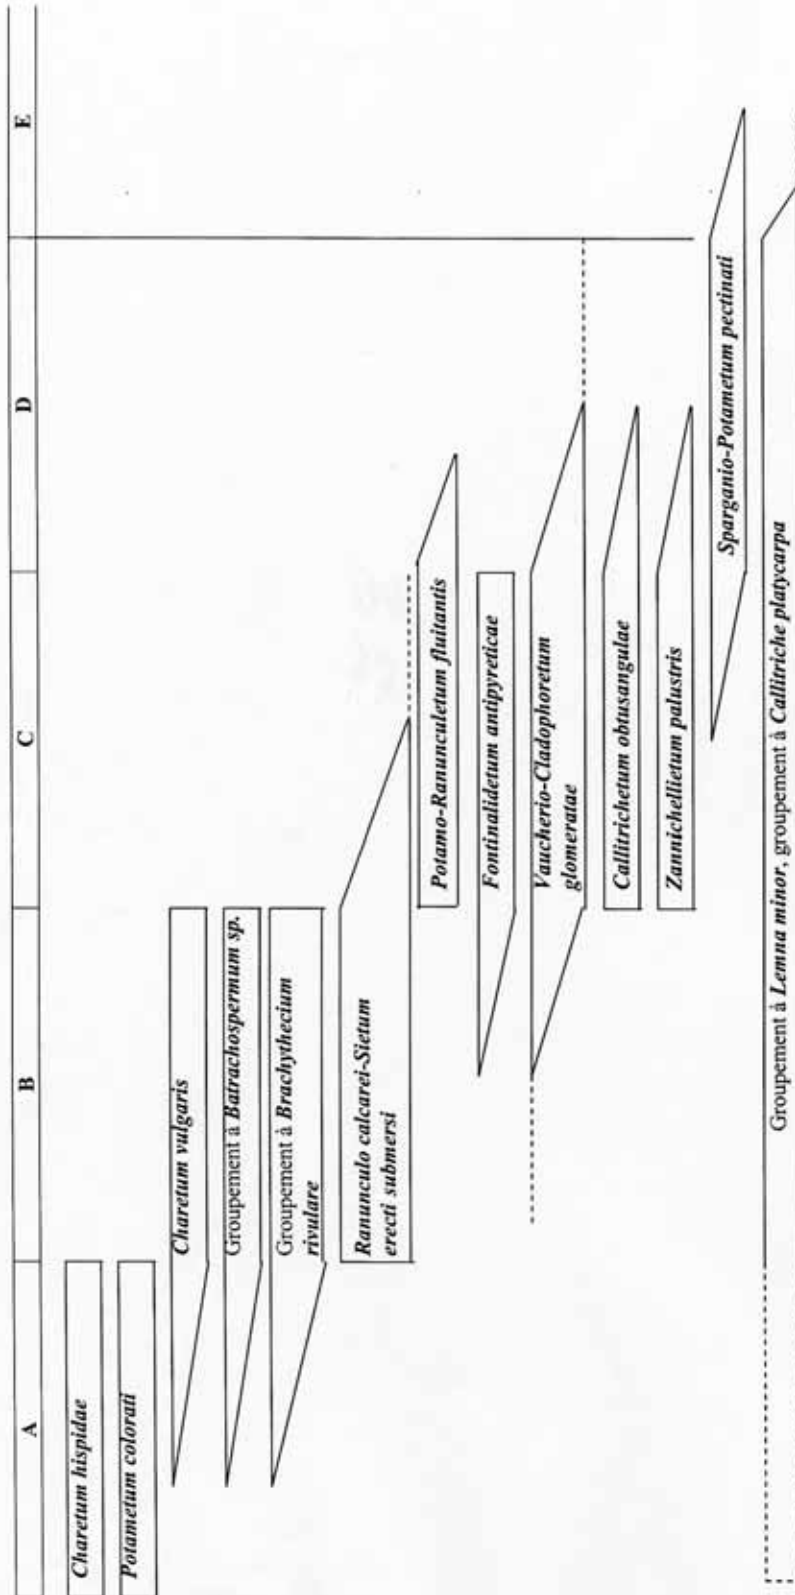 A B C D E
Charetum hispidae
Potametum colorati
Charetum vulgaris
Groupement à Batrachospermum sp.
Groupement à Brachythecium
rivulare
Ranunculo calcarei-Sietum
erecti submersi
Potamo-Ranunculetum fluitantis
Fontinalidetum antipyreticae
Vaucherio-Cladophoretum
glomeratae
Callitrichetum obtusangulae
Zannichellietum palustris
Sparganio-Potametum pectinati
Groupement à Lemna minor, groupement à Callitriche platycarpa